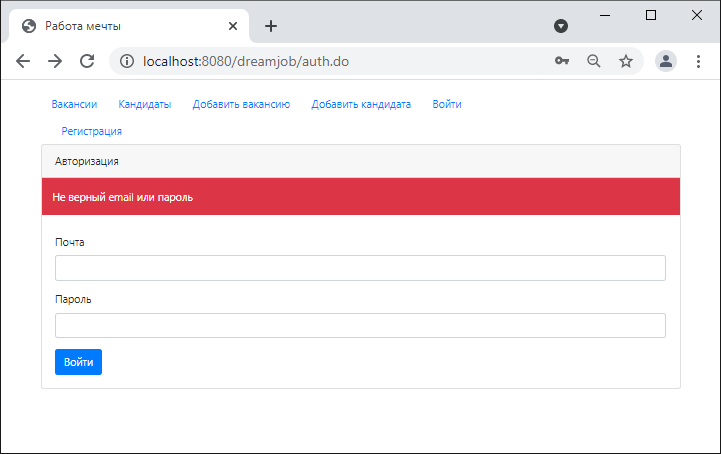 Работа мечты
localhost:8080/dreamjob/auth.do
Вакансии Кандидаты Добавить вакансию Добавить кандидата Войти
Регистрация
Авторизация
Не верный email или пароль
Почта
Пароль
Войти